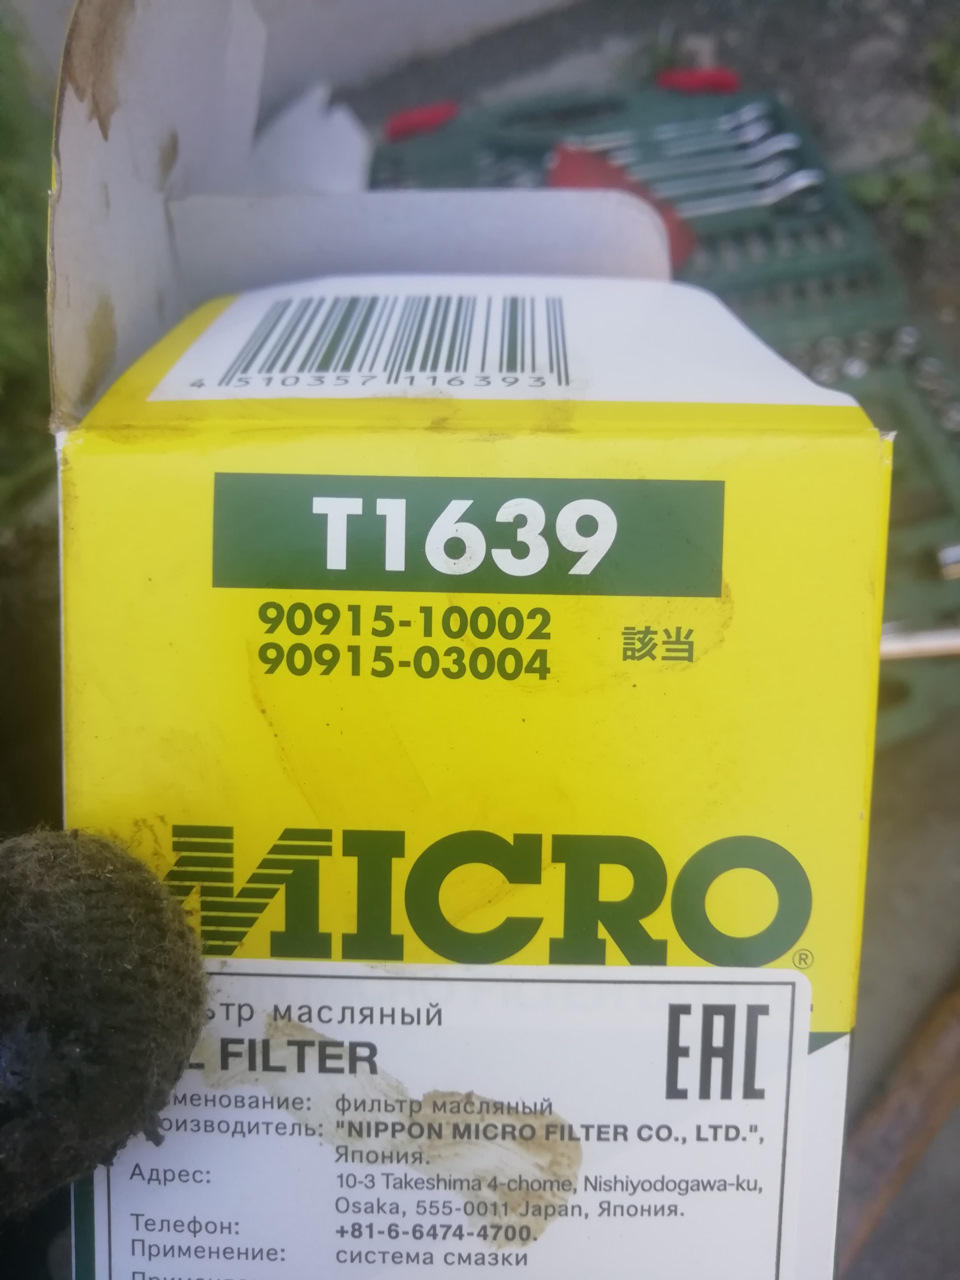 4 510357 116393
T1639
90915-10002
90915-03004
該当
MICRO®
масляный
FILTER
EAC
фильтр масляный
"NIPPON MICRO FILTER CO., LTD.",
Япония.
Адрес: 10-3 Takeshima 4-chome, Nishiyodogawa-ku,
Osaka, 555-0011 Japan, Япония.
Телефон: +81-6-6474-4700.
Применение: система смазки